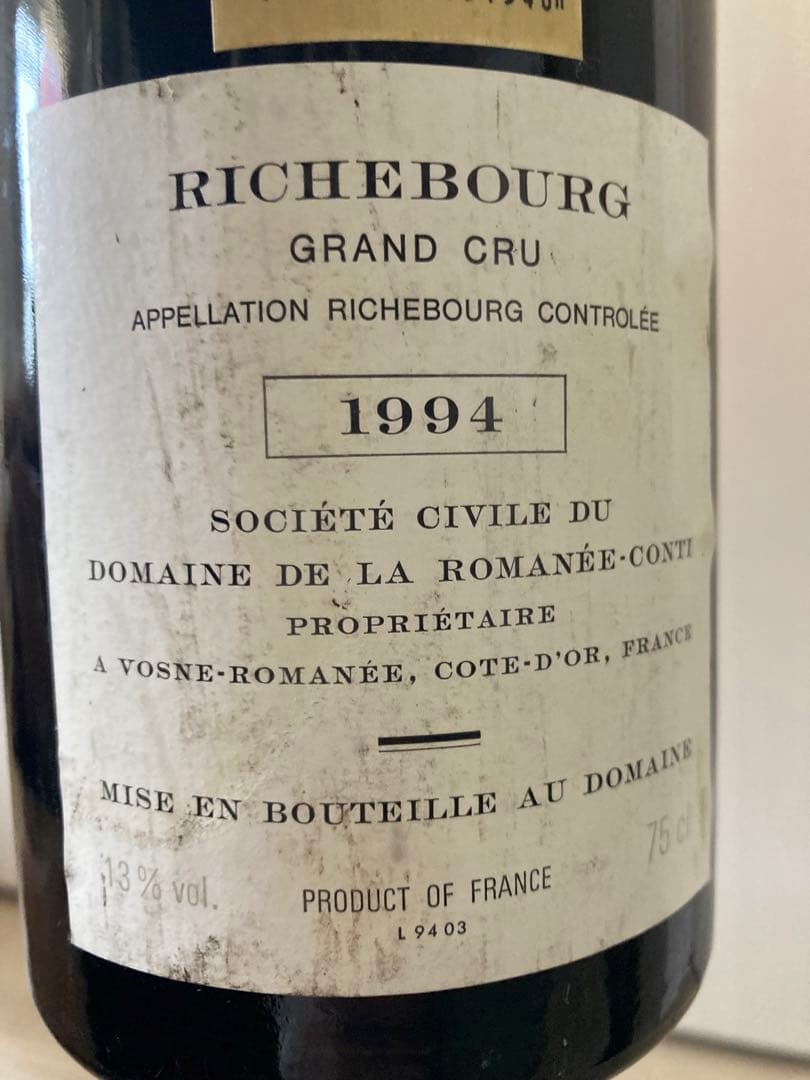 RICHEBOURG
GRAND CRU
APPELLATION RICHEBOURG CONTROLÉE
1994
SOCIÉTÉ CIVILE DU
DOMAINE DE LA ROMANÉE-CONTI
PROPRIÉTAIRE
A VOSNE-ROMANÉE, COTE-D'OR, FRANCE
MISE EN BOUTEILLE AU DOMAINE
13% vol. 75 cl
PRODUCT OF FRANCE
L 9403